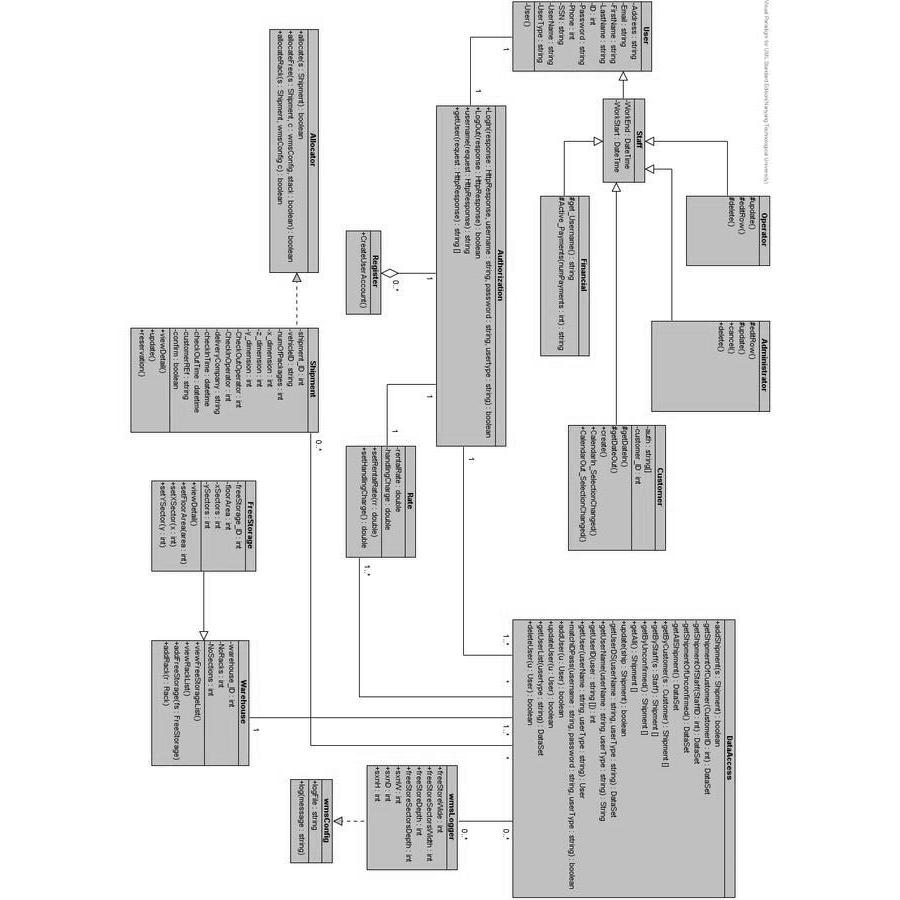 Visual Paradigm for UML Standard Edition(Nanyang Technological University)
User
-Address : string
-Email : string
-FirstName : string
-LastName : string
-ID : int
-Password : string
-Phone : int
-SSN : string
-UserName : string
-UserType : string
-User()
Staff
-WorkEnd : DateTime
-WorkStart : DateTime
Operator
#update()
#editRow()
#delete()
Administrator
#editRow()
#update()
+cancel()
+delete()
Financial
#get_Username() : string
#Active_Payments(numPayments : int) : string
Customer
-auth : string[]
-customer_ID : int
#getDateIn()
#getDateOut()
+create()
+CalendarIn_SelectionChanged()
+CalendarOut_SelectionChanged()
Authorization
+Login(response : HttpResponse, username : string, password : string, usertype : string) : boolean
+LogOut(response : HttpResponse) : boolean
+username(request : HttpResponse) : string
+getUser(request : HttpResponse) : string []
1
1
Register
+CreateUserAccount()
1
0..*
Allocator
+allocate(s : Shipment) : boolean
+allocateFree(s : Shipment, c : wmsConfig, stack : boolean) : boolean
+allocateRack(s : Shipment, wmsConfig c) : boolean
Shipment
-shipment_ID : int
-vehicleID : string
-numOfPackages : int
-x_dimension : int
-z_dimension : int
-y_dimension : int
-CheckOutOperator : int
-CheckInOperator : int
-deliveryCompany : string
-checkInTime : datetime
-checkOutTime : datetime
-customerREf : string
-confirm : boolean
+viewDetail()
+update()
+reservation()
0..*
Rate
-rentalRate : double
-handlingCharge : double
+setRentalRate(rr : double)
+setHandlingCharge() : double
1
1
1..*
FreeStorage
-freeStorage_ID : int
-floorArea : int
-xSectors : int
-ySectors : int
+viewDetail()
+setFloorArea(area : int)
+setXSector(x : int)
+setYSector(y : int)
Warehouse
-warehouse_ID : int
-NoRacks : int
-NoSections : int
+viewFreeStorageList()
+viewRackList()
+addFreeStorage(fs : FreeStorage)
+addRack(r : Rack)
1
DataAccess
+addShipment(s : Shipment) : boolean
-getShipmentOfCustomer(CustomerID : int) : DataSet
-getShipmentOfStaff(StaffID : int) : DataSet
-getShipmentOfUnconfirmed() : DataSet
-getAllShipment() : DataSet
+getByCustomer(s : Customer) : Shipment []
+getByStaff(s : Staff) : Shipment []
+getByUnconfirmed() : Shipment []
+getAll() : Shipment []
+update(ship : Shipment) : boolean
-getUserDS(userName : string, userType : string) : DataSet
+getUserName(userName : string, userType : string) : String
+getUserID(user : string []) : int
+getUser(userName : string, userType : string) : User
+matchIDPass(username : string, password : string, userType : string) : boolean
+addUser(u : User) : boolean
+updateUser(u : User) : boolean
+getUserList(usertype : string) : DataSet
+deleteUser(u : User) : boolean
1
1..*
*
1..*
*
0..*
0..*
wmsLogger
+freeStoreWide : int
+freeStoreSectorsWidth : int
+freeStoreDepth : int
+freeStoreSectorsDepth : int
+sxnW : int
+sxnD : int
+sxnH : int
wmsConfig
+logFile : string
+log(message : string)